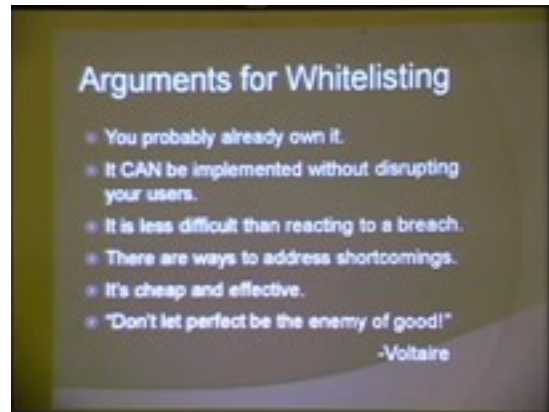 Arguments for Whitelisting
You probably already own it.
It CAN be implemented without disrupting
your users.
It is less difficult than reacting to a breach.
There are ways to address shortcomings.
It's cheap and effective.
"Don't let perfect be the enemy of good!"
-Voltaire